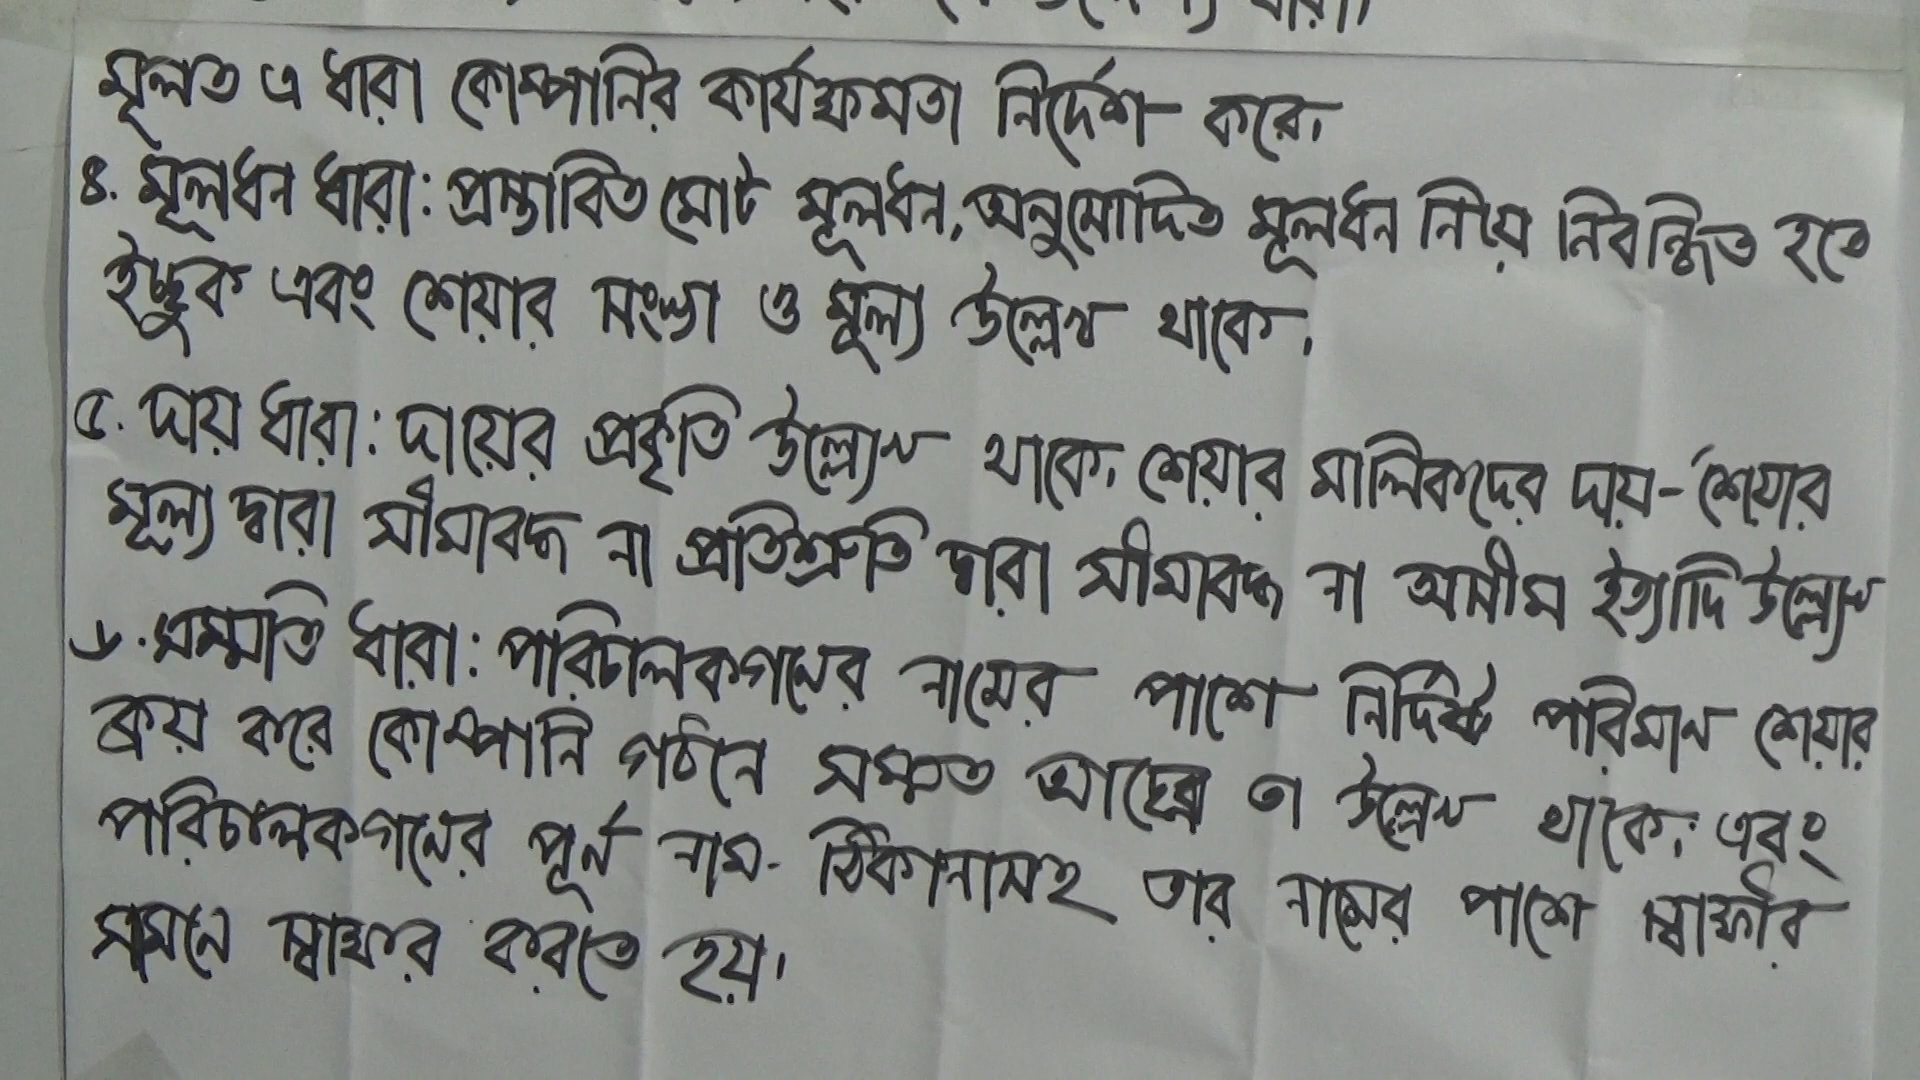 মূলত এ ধারা কোম্পানির কার্যক্ষমতা নির্দেশ করে।
৪. মূলধন ধারা: প্রস্তাবিত মোট মূলধন, অনুমোদিত মূলধন নিয়ে নিবন্ধিত হতে
ইচ্ছুক এবং শেয়ার সংখ্যা ও মূল্য উল্লেখ থাকে।
৫. দায় ধারা: দায়ের প্রকৃতি উল্লেখ থাকে। শেয়ার মালিকদের দায়- শেয়ার
মূল্য দ্বারা সীমাবদ্ধ না প্রতিশ্রুতি দ্বারা সীমাবদ্ধ না অসীম ইত্যাদি উল্লেখ
৬. সম্মতি ধারা: পরিচালকগনের নামের পাশে নির্দিষ্ট পরিমান শেয়ার
ক্রয় করে কোম্পানি গঠনে সম্মত আছেন তা উল্লেখ থাকে। এবং
পরিচালকগনের পূর্ন নাম- ঠিকানাসহ তার নামের পাশে স্বাক্ষীর
সামনে স্বাক্ষর করতে হয়।